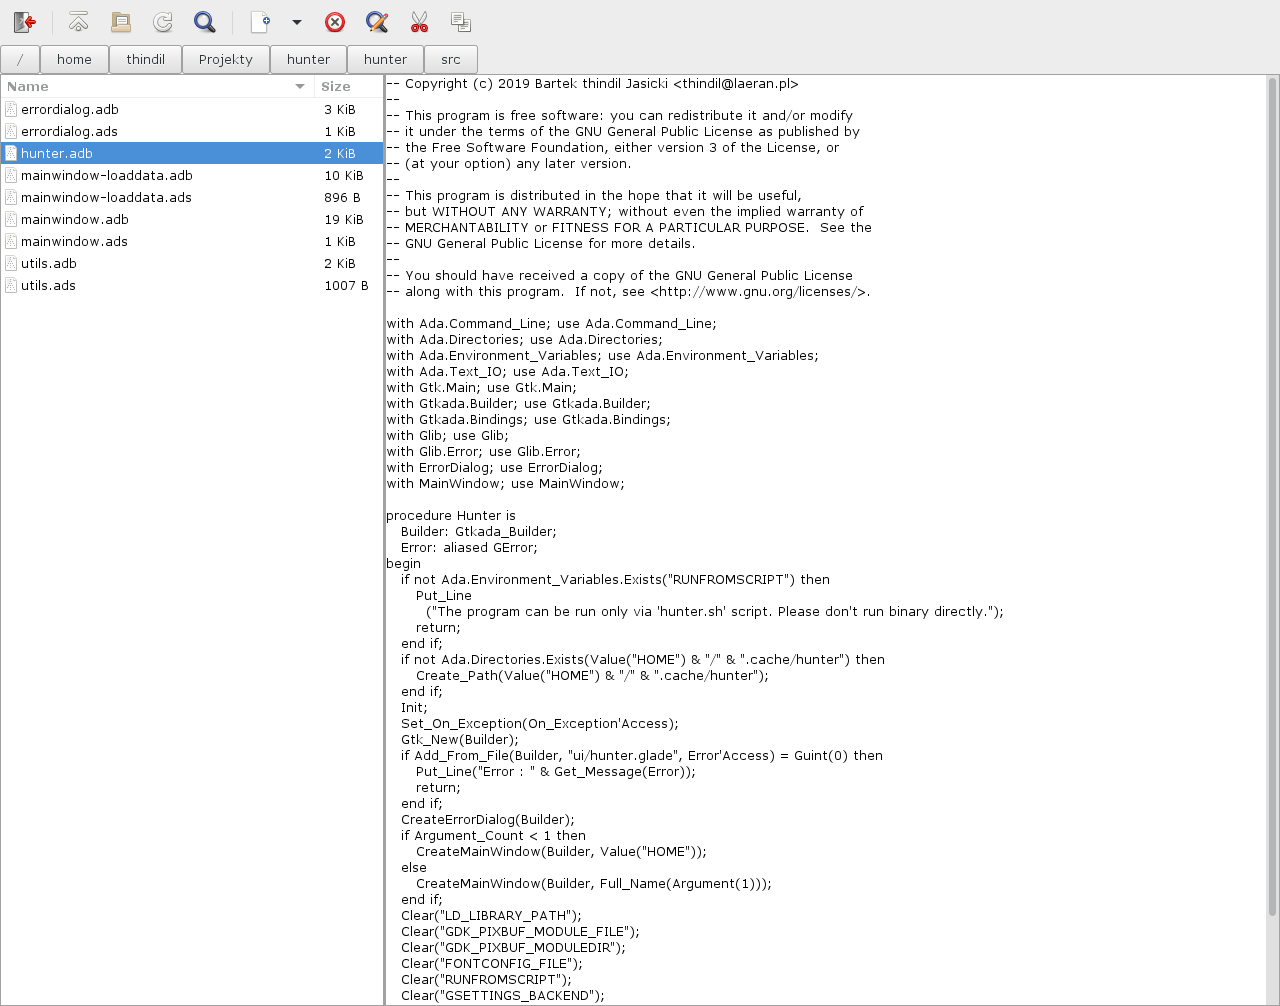 / home thindil Projekty hunter hunter src
Name Size
errordialog.adb 3 KiB
errordialog.ads 1 KiB
hunter.adb 2 KiB
mainwindow-loaddata.adb 10 KiB
mainwindow-loaddata.ads 896 B
mainwindow.adb 19 KiB
mainwindow.ads 1 KiB
utils.adb 2 KiB
utils.ads 1007 B
-- Copyright (c) 2019 Bartek thindil Jasicki <thindil@laeran.pl>
--
-- This program is free software: you can redistribute it and/or modify
-- it under the terms of the GNU General Public License as published by
-- the Free Software Foundation, either version 3 of the License, or
-- (at your option) any later version.
--
-- This program is distributed in the hope that it will be useful,
-- but WITHOUT ANY WARRANTY; without even the implied warranty of
-- MERCHANTABILITY or FITNESS FOR A PARTICULAR PURPOSE.  See the
-- GNU General Public License for more details.
--
-- You should have received a copy of the GNU General Public License
-- along with this program.  If not, see <http://www.gnu.org/licenses/>.

with Ada.Command_Line; use Ada.Command_Line;
with Ada.Directories; use Ada.Directories;
with Ada.Environment_Variables; use Ada.Environment_Variables;
with Ada.Text_IO; use Ada.Text_IO;
with Gtk.Main; use Gtk.Main;
with Gtkada.Builder; use Gtkada.Builder;
with Gtkada.Bindings; use Gtkada.Bindings;
with Glib; use Glib;
with Glib.Error; use Glib.Error;
with ErrorDialog; use ErrorDialog;
with MainWindow; use MainWindow;

procedure Hunter is
   Builder: Gtkada_Builder;
   Error: aliased GError;
begin
   if not Ada.Environment_Variables.Exists("RUNFROMSCRIPT") then
      Put_Line
        ("The program can be run only via 'hunter.sh' script. Please don't run binary directly.");
      return;
   end if;
   if not Ada.Directories.Exists(Value("HOME") & "/" & ".cache/hunter") then
      Create_Path(Value("HOME") & "/" & ".cache/hunter");
   end if;
   Init;
   Set_On_Exception(On_Exception'Access);
   Gtk_New(Builder);
   if Add_From_File(Builder, "ui/hunter.glade", Error'Access) = Guint(0) then
      Put_Line("Error : " & Get_Message(Error));
      return;
   end if;
   CreateErrorDialog(Builder);
   if Argument_Count < 1 then
      CreateMainWindow(Builder, Value("HOME"));
   else
      CreateMainWindow(Builder, Full_Name(Argument(1)));
   end if;
   Clear("LD_LIBRARY_PATH");
   Clear("GDK_PIXBUF_MODULE_FILE");
   Clear("GDK_PIXBUF_MODULEDIR");
   Clear("FONTCONFIG_FILE");
   Clear("RUNFROMSCRIPT");
   Clear("GSETTINGS_BACKEND");